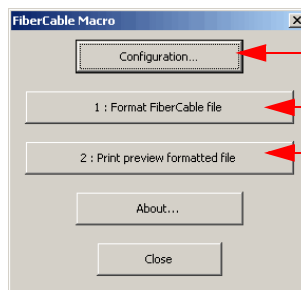 FiberCable Macro
Configuration...
1 : Format FiberCable file
2 : Print preview formatted file
About...
Close